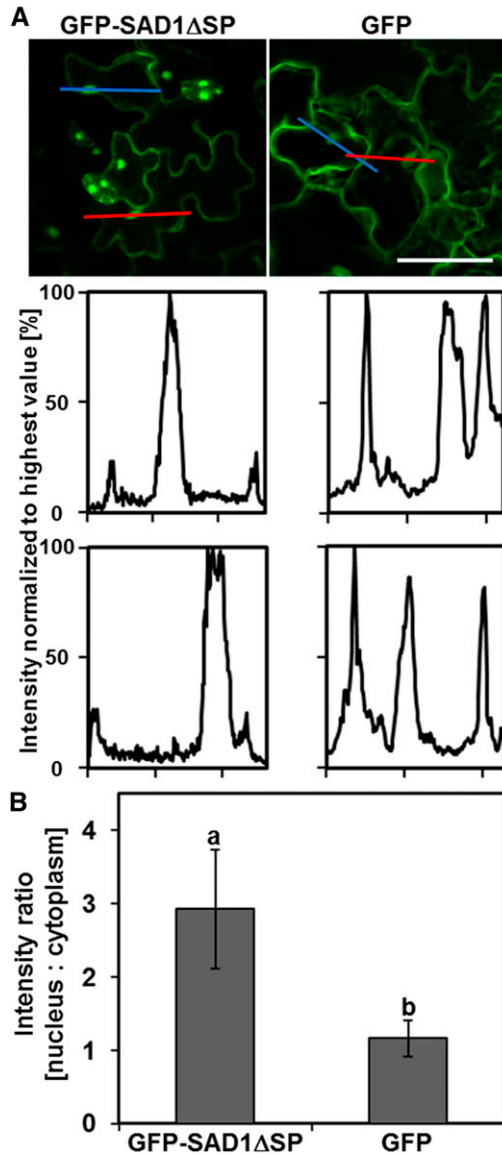 A
GFP-SAD1ΔSP GFP
Intensity normalized to highest value [%]
100
50
0
100
50
0
B
Intensity ratio
[nucleus : cytoplasm]
4
3
2
1
0
a
b
GFP-SAD1ΔSP GFP